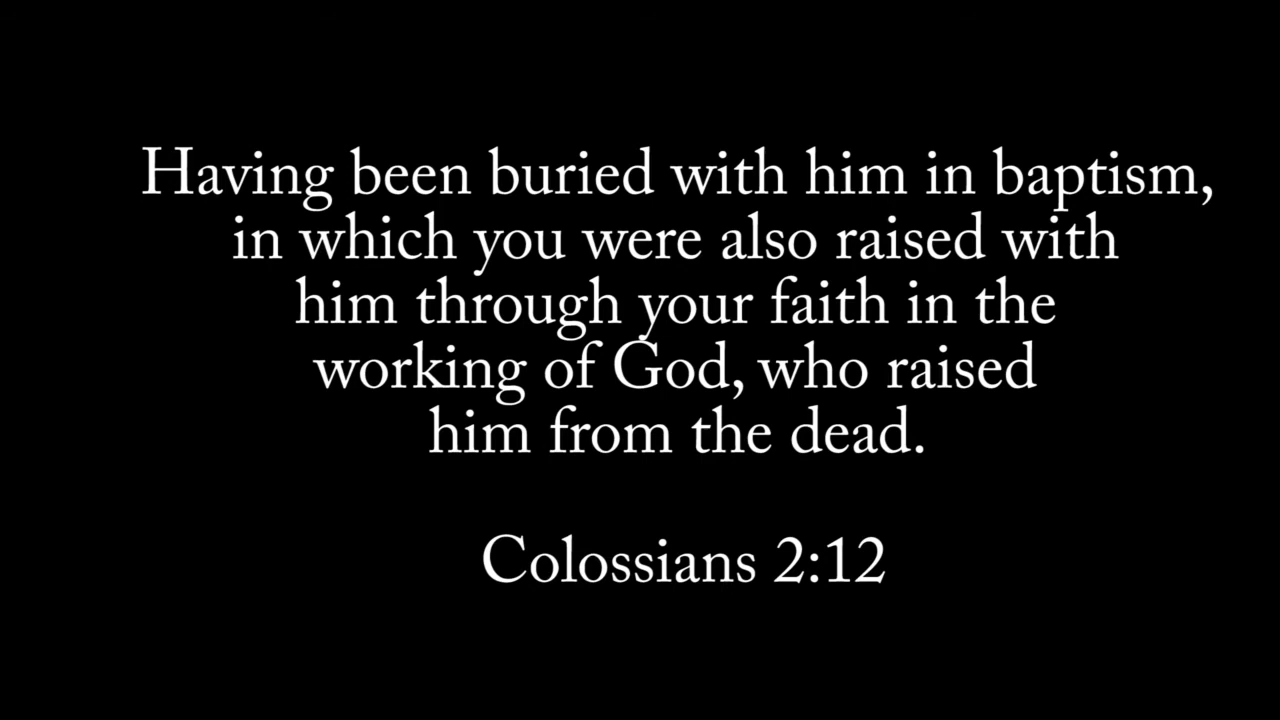 Having been buried with him in baptism,
in which you were also raised with
him through your faith in the
working of God, who raised
him from the dead.
Colossians 2:12